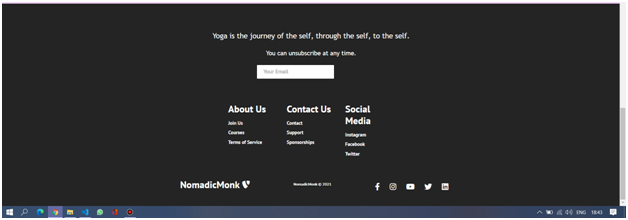 Yoga is the journey of the self, through the self, to the self.
You can unsubscribe at any time.
Your Email
About Us
Join Us
Courses
Terms of Service
Contact Us
Contact
Support
Sponsorships
Social
Media
Instagram
Facebook
Twitter
NomadicMonk
NomadicMonk © 2023
ENG
18:43